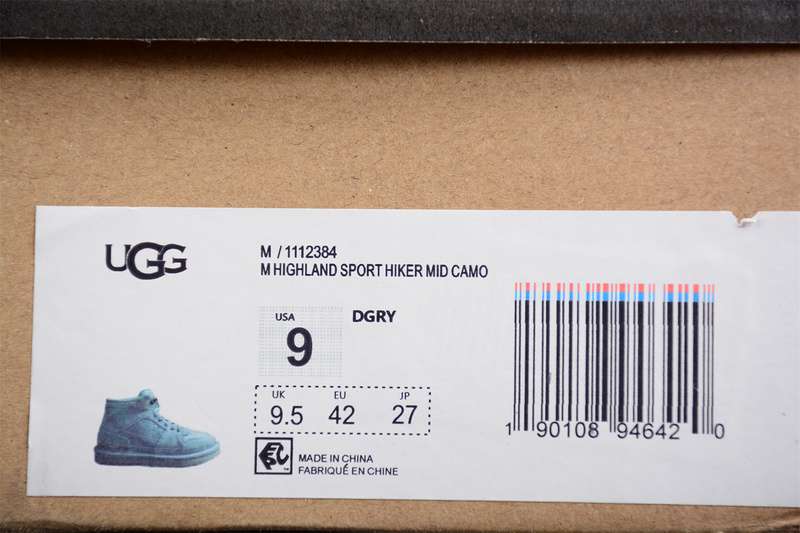 UGG
M / 1112384
M HIGHLAND SPORT HIKER MID CAMO
USA
9
DGRY
UK EU JP
9.5 42 27
MADE IN CHINA
FABRIQUÉ EN CHINE
1 90108 94642 0